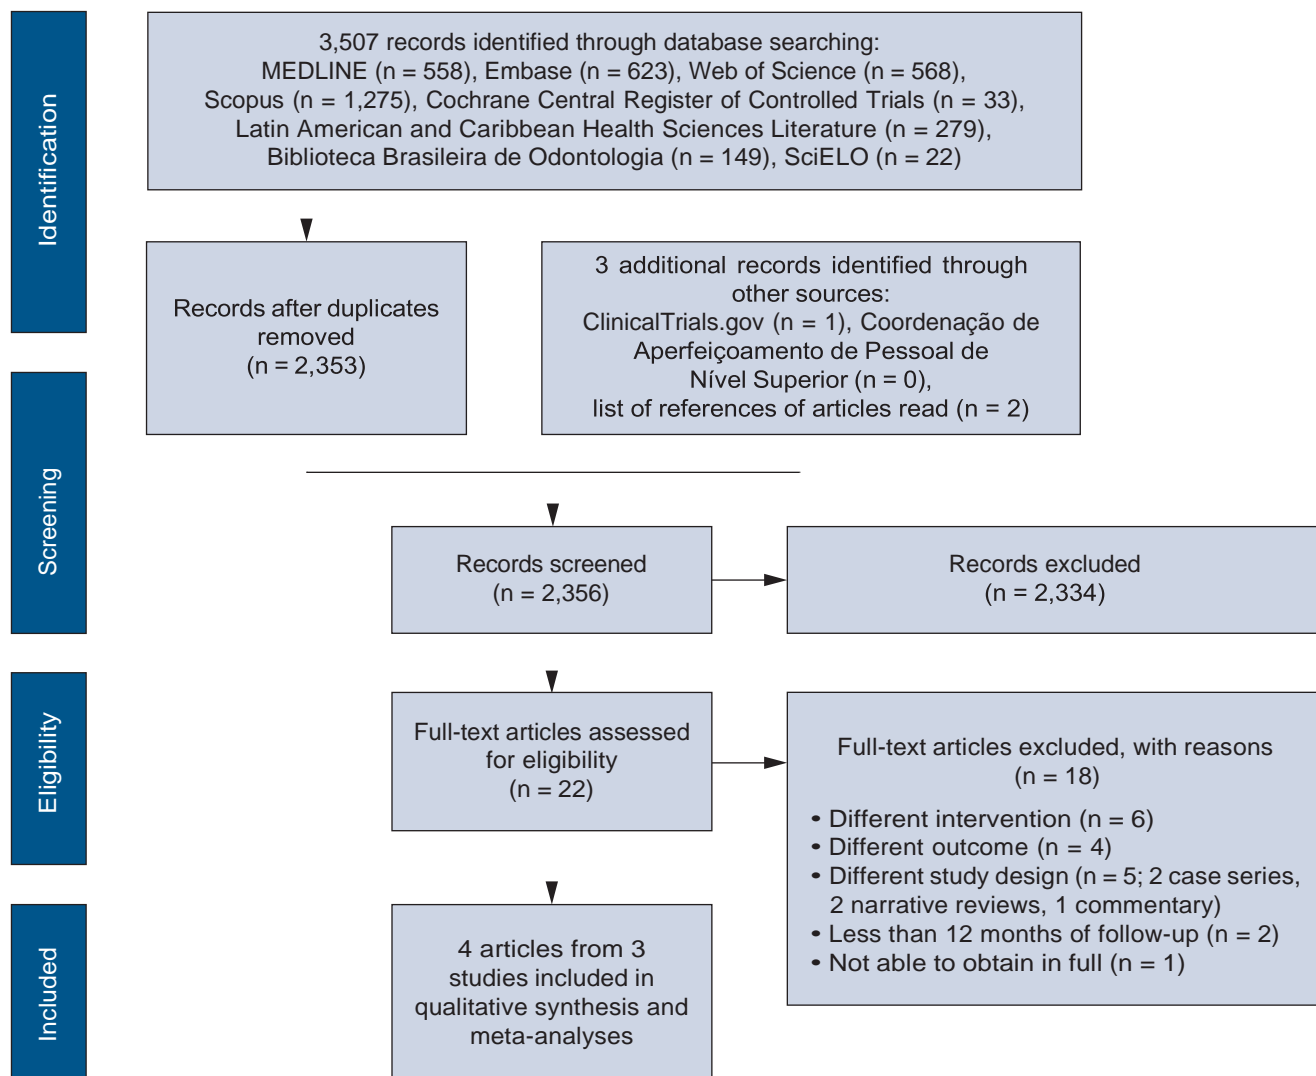 Identification
3,507 records identified through database searching:
MEDLINE (n = 558), Embase (n = 623), Web of Science (n = 568),
Scopus (n = 1,275), Cochrane Central Register of Controlled Trials (n = 33),
Latin American and Caribbean Health Sciences Literature (n = 279),
Biblioteca Brasileira de Odontologia (n = 149), SciELO (n = 22)
Records after duplicates
removed
(n = 2,353)
3 additional records identified through
other sources:
ClinicalTrials.gov (n = 1), Coordenação de
Aperfeiçoamento de Pessoal de
Nível Superior (n = 0),
list of references of articles read (n = 2)
Screening
Records screened
(n = 2,356)
Records excluded
(n = 2,334)
Eligibility
Full-text articles assessed
for eligibility
(n = 22)
Full-text articles excluded, with reasons
(n = 18)
• Different intervention (n = 6)
• Different outcome (n = 4)
• Different study design (n = 5; 2 case series,
2 narrative reviews, 1 commentary)
• Less than 12 months of follow-up (n = 2)
• Not able to obtain in full (n = 1)
Included
4 articles from 3
studies included in
qualitative synthesis and
meta-analyses